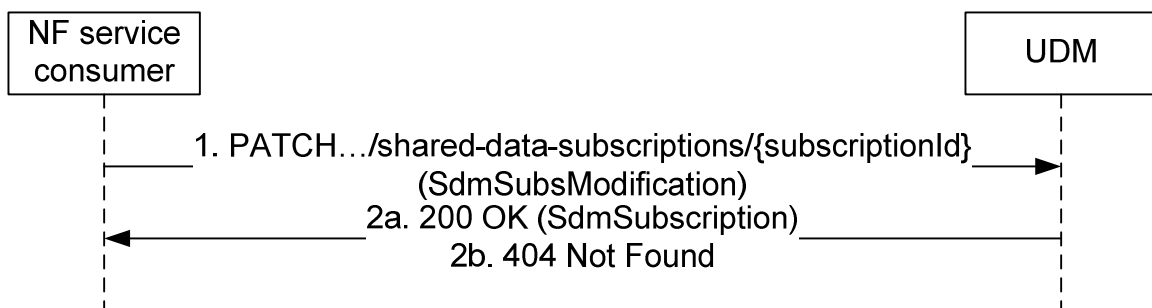 NF service
consumer
UDM
1. PATCH…/shared-data-subscriptions/{subscriptionId}
(SdmSubsModification)
2a. 200 OK (SdmSubscription)
2b. 404 Not Found